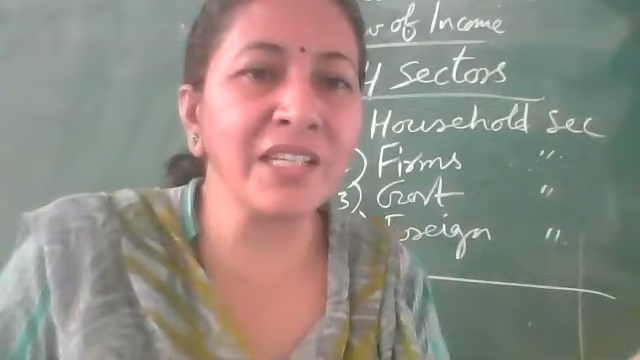 of Income
4 Sectors
Household Sec
) Firms "
3) Govt "
Foreign "